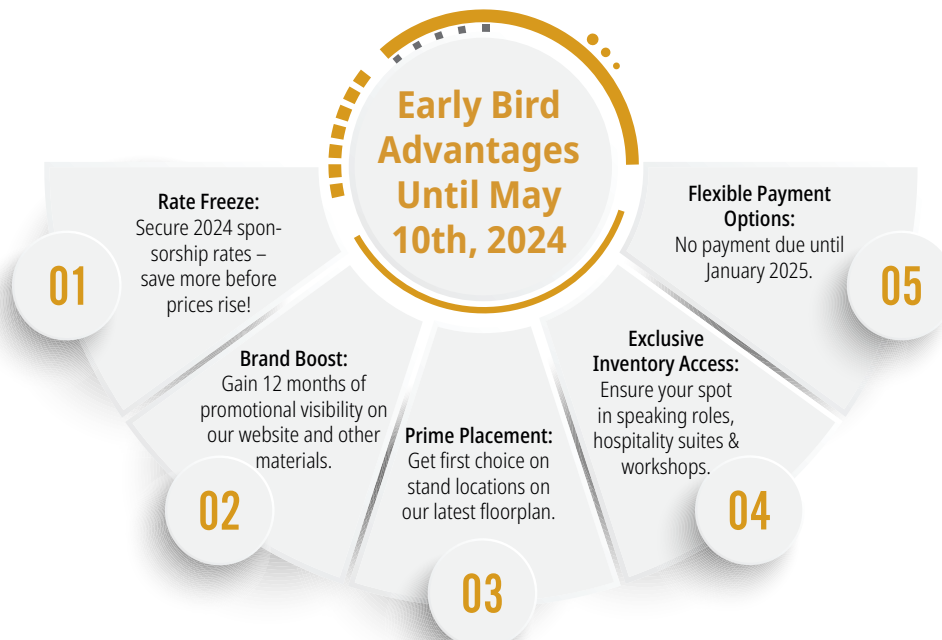 Early Bird
Advantages
Until May
10th, 2024
01
Rate Freeze:
Secure 2024 spon-
sorship rates –
save more before
prices rise!
02
Brand Boost:
Gain 12 months of
promotional visibility on
our website and other
materials.
03
Prime Placement:
Get first choice on
stand locations on
our latest floorplan.
04
Exclusive
Inventory Access:
Ensure your spot
in speaking roles,
hospitality suites &
workshops.
05
Flexible Payment
Options:
No payment due until
January 2025.